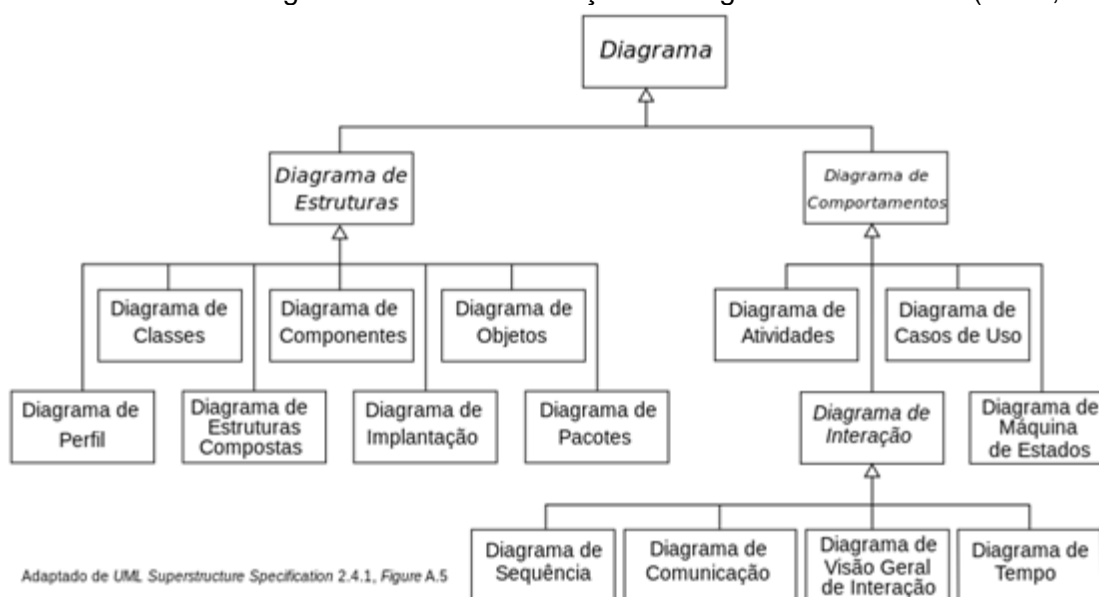 Diagrama
Diagrama de
Estruturas
Diagrama de
Comportamentos
Diagrama de
Classes
Diagrama de
Componentes
Diagrama de
Objetos
Diagrama de
Atividades
Diagrama de
Casos de Uso
Diagrama de
Perfil
Diagrama de
Estruturas
Compostas
Diagrama de
Implantação
Diagrama de
Pacotes
Diagrama de
Interação
Diagrama de
Máquina
de Estados
Diagrama de
Sequência
Diagrama de
Comunicação
Diagrama de
Visão Geral
de Interação
Diagrama de
Tempo
Adaptado de UML Superstructure Specification 2.4.1, Figure A.5